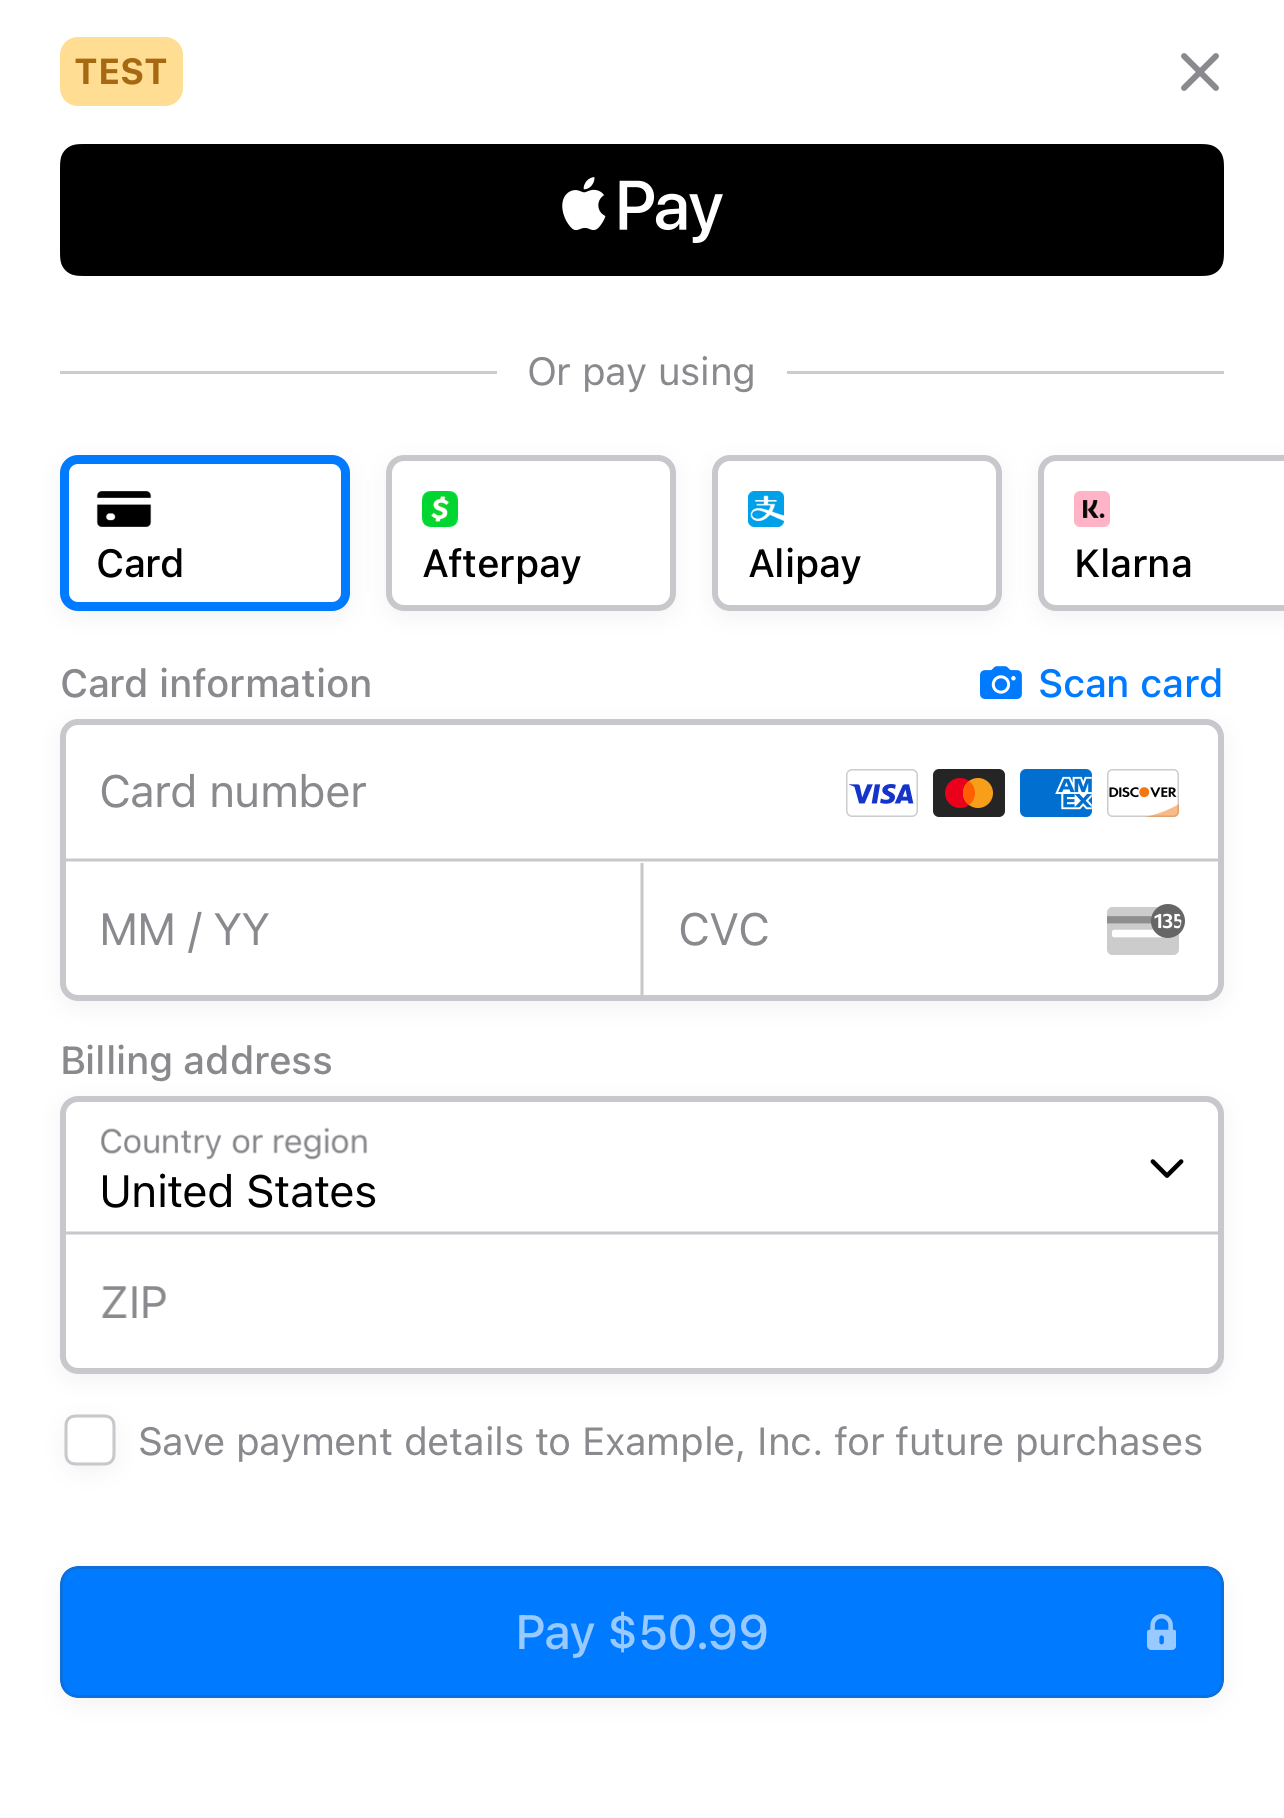 TEST
Pay
Or pay using
$
支
K.
Card
Afterpay
Alipay
Klarna
Card information
Scan card
Card number
VISA
AM
EX
DISCOVER
MM / YY
CVC
135
Billing address
Country or region
United States
ZIP
Save payment details to Example, Inc. for future purchases
Pay $50.99